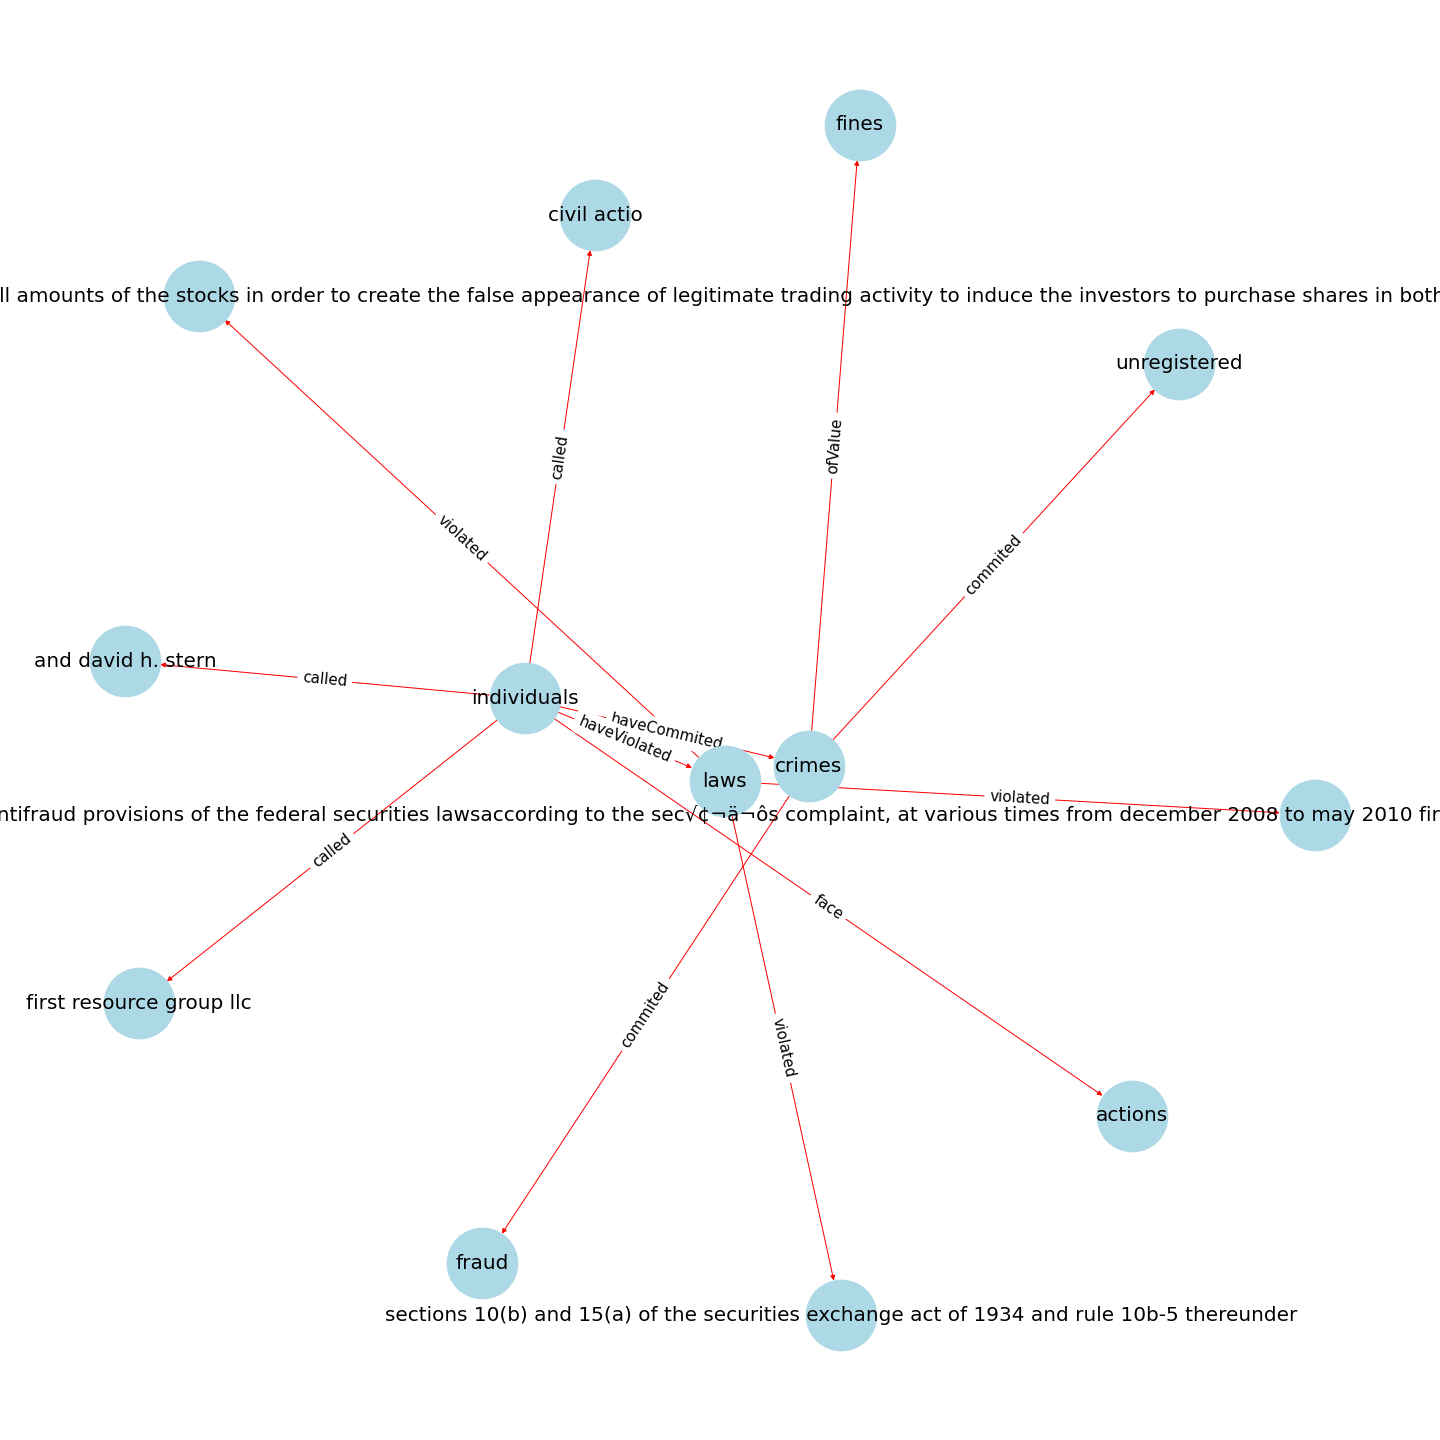 fines
civil actio
ll amounts of the stocks in order to create the false appearance of legitimate trading activity to induce the investors to purchase shares in both
unregistered
called
ofValue
violated
commited
and david h. stern
called
individuals
haveCommited
haveViolated
crimes
laws
violated
ntifraud provisions of the federal securities lawsaccording to the sec√¢¬ä¬ôs complaint, at various times from december 2008 to may 2010 fir
called
face
first resource group llc
commited
violated
actions
fraud
sections 10(b) and 15(a) of the securities exchange act of 1934 and rule 10b-5 thereunder